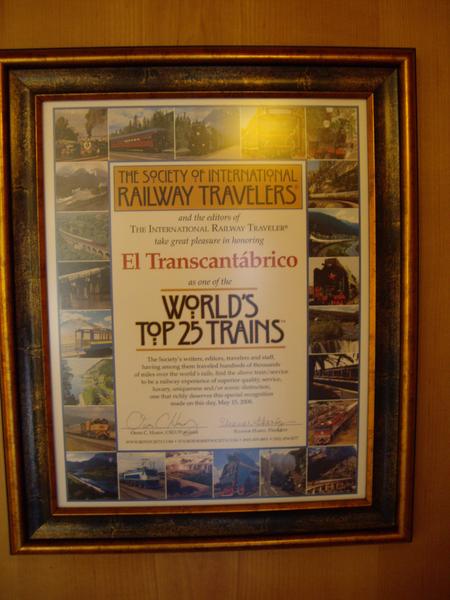 THE SOCIETY OF INTERNATIONAL
RAILWAY TRAVELERS®
and the editors of
THE INTERNATIONAL RAILWAY TRAVELER®
take great pleasure in honoring
El Transcantábrico
as one of the
WORLD'S
TOP 25 TRAINS™
The Society's writers, editors, travelers and staff,
having among them traveled hundreds of thousands
of miles over the world's rails, find the above train/service
to be a railway experience of superior quality, service,
luxury, uniqueness and/or scenic distinction,
one that richly deserves this special recognition
made on this day, May 15, 2008.